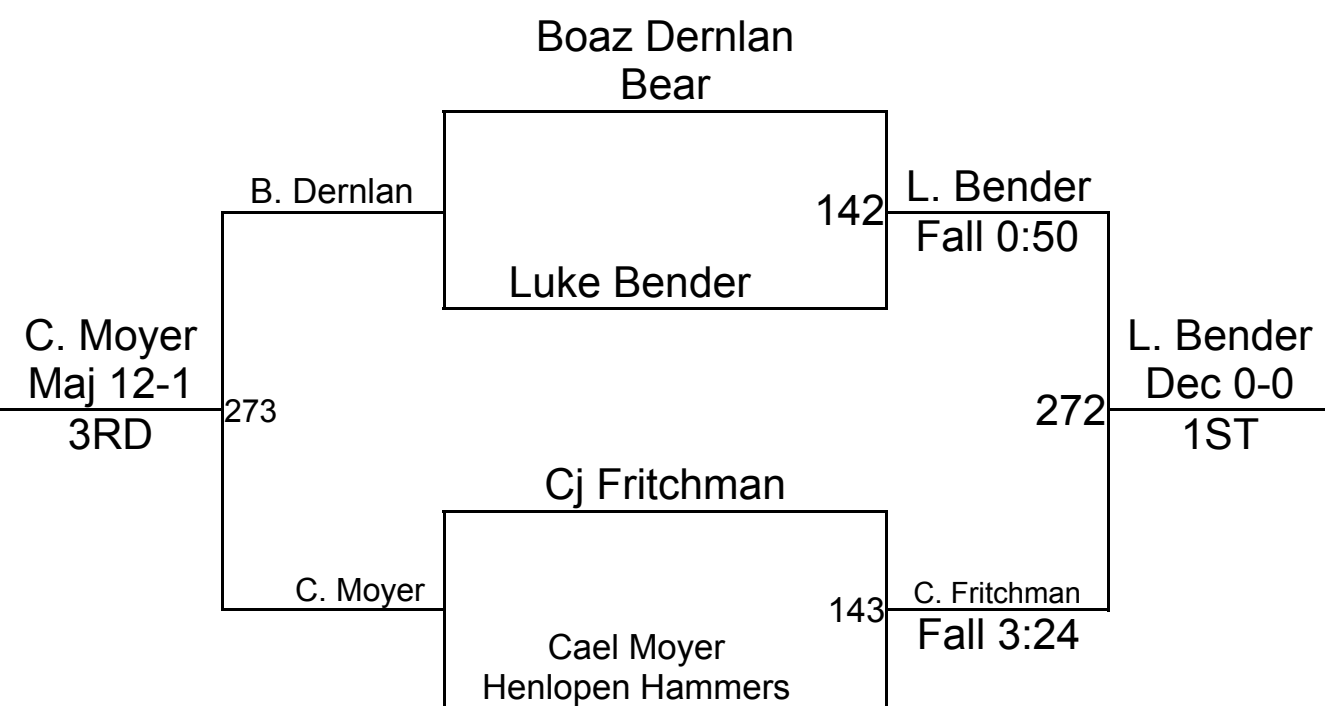 Boaz Dernlan
Bear
B. Dernlan
142
L. Bender
Fall 0:50
Luke Bender
C. Moyer
Maj 12-1
3RD
273
272
L. Bender
Dec 0-0
1ST
Cj Fritchman
C. Moyer
143
C. Fritchman
Fall 3:24
Cael Moyer
Henlopen Hammers